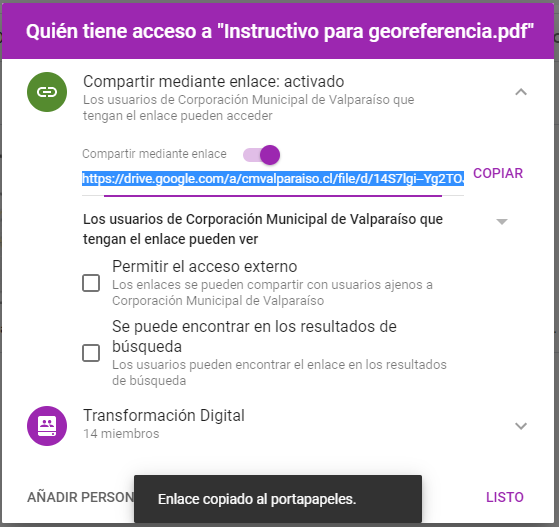 Quién tiene acceso a "Instructivo para georeferencia.pdf"
Compartir mediante enlace: activado
Los usuarios de Corporación Municipal de Valparaíso que
tengan el enlace pueden acceder
Compartir mediante enlace
https://drive.google.com/a/cmvalparaiso.cl/file/d/14S7lgi–Yg2TO
COPIAR
Los usuarios de Corporación Municipal de Valparaíso que
tengan el enlace pueden ver
Permitir el acceso externo
Los enlaces se pueden compartir con usuarios ajenos a
Corporación Municipal de Valparaíso
Se puede encontrar en los resultados de
búsqueda
Los usuarios pueden encontrar el enlace en los resultados
de búsqueda
Transformación Digital
14 miembros
AÑADIR PERSON
Enlace copiado al portapapeles.
LISTO